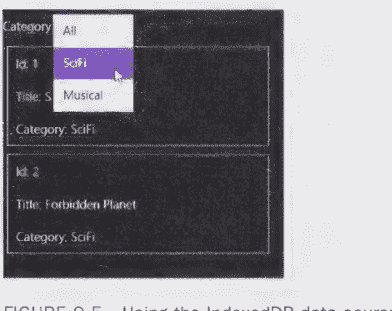 Category
All
Id: 1
SciFi
Title: S
Musical
Category: SciFi
Id: 2
Title: Forbidden Planet
Category: SciFi
FIGURE 9-5 Using the IndexedDB data source